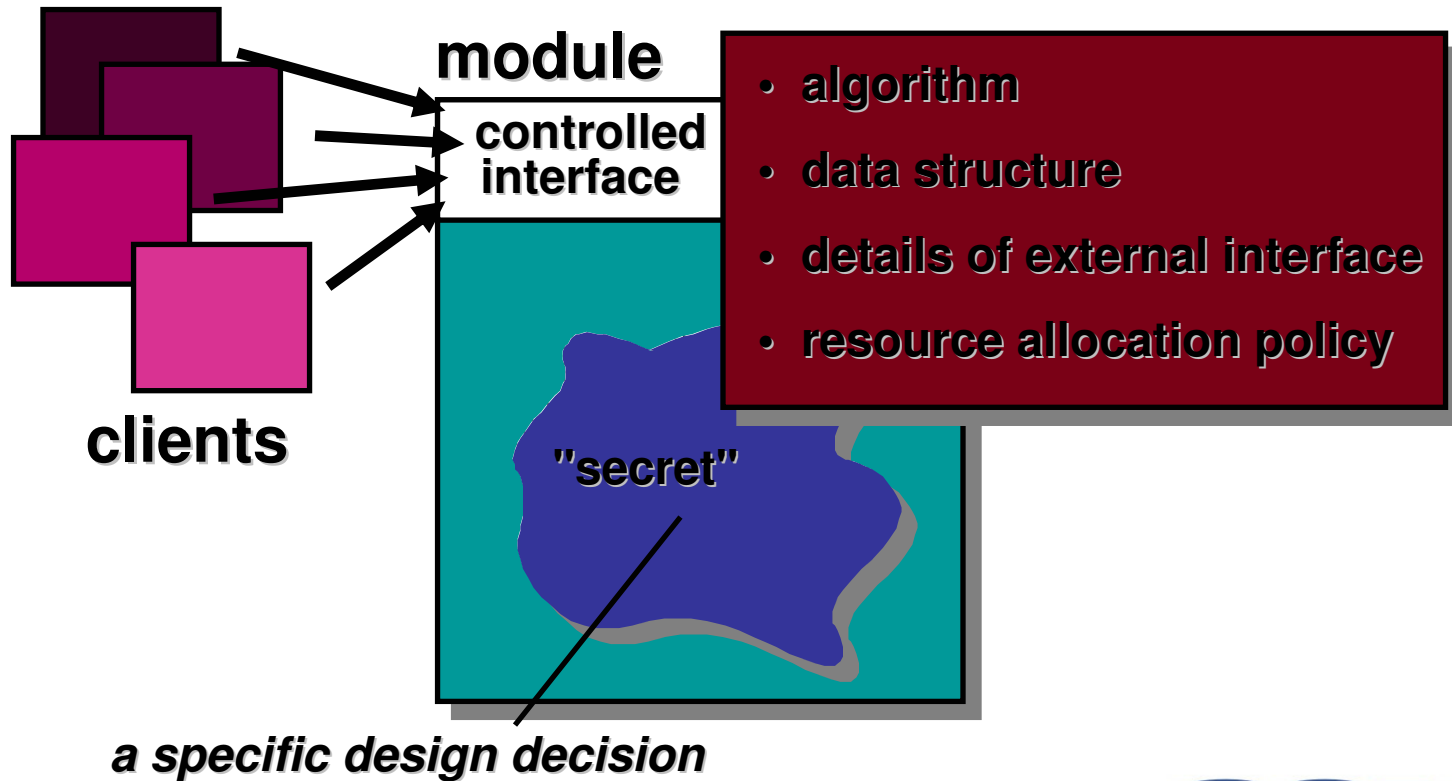 module
controlled
interface
• algorithm
• data structure
• details of external interface
• resource allocation policy
clients
"secret"
a specific design decision